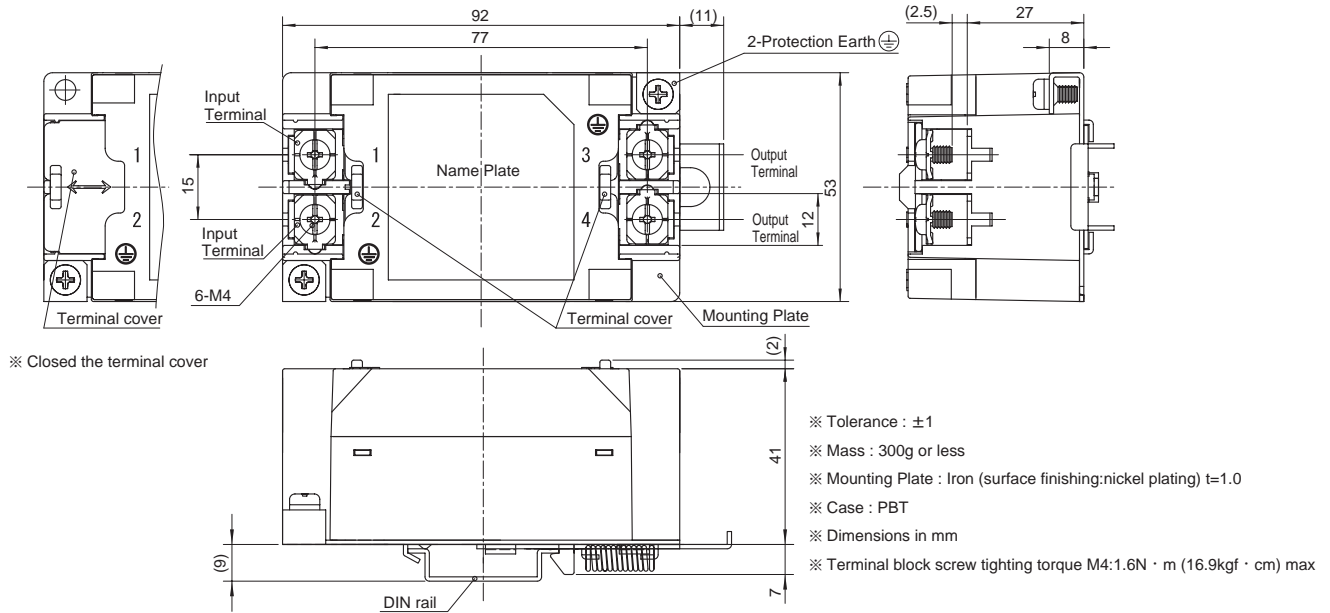 92
(11)
(2.5)
27
77
2-Protection Earth
8
Input
Terminal
1
1
3
Output
Terminal
15
Name Plate
53
2
2
4
12
Input
Terminal
Output
Terminal
6-M4
Terminal cover
Terminal cover
Mounting Plate
※ Closed the terminal cover
(2)
41
(9)
7
DIN rail
※ Tolerance : ±1
※ Mass : 300g or less
※ Mounting Plate : Iron (surface finishing:nickel plating) t=1.0
※ Case : PBT
※ Dimensions in mm
※ Terminal block screw tighting torque M4:1.6N · m (16.9kgf · cm) max